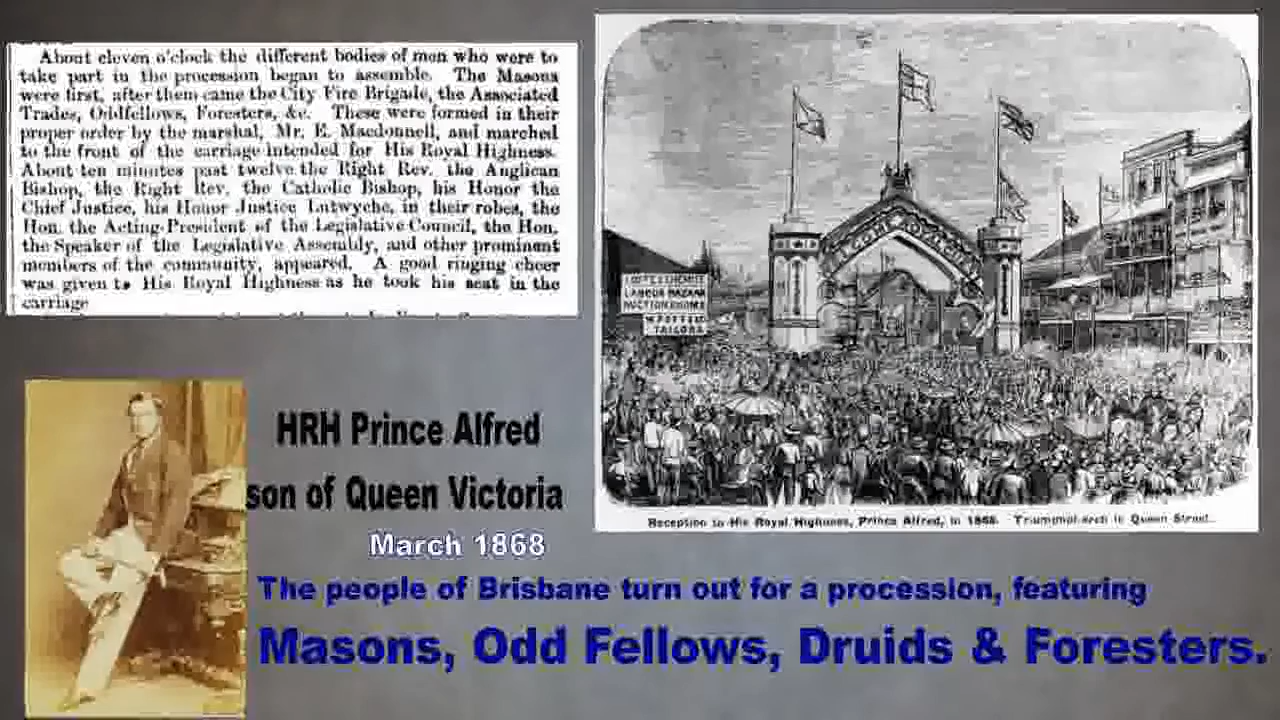 About eleven o'clock the different bodies of men who were to
take part in the procession began to assemble. The Masons
were first, after them came the City Fire Brigade, the Associated
Trades, Oddfellows, Foresters, &c. These were formed in their
proper order by the marshal, Mr. E. Macdonnell, and marched
to the front of the carriage intended for His Royal Highness.
About ten minutes past twelve the Right Rev. the Anglican
Bishop, the Right Rev. the Catholic Bishop, his Honor the
Chief Justice, his Honor Justice Lutwyche, in their robes, the
Hon. the Acting-President of the Legislative Council, the Hon.
the Speaker of the Legislative Assembly, and other prominent
members of the community, appeared. A good ringing cheer
was given to His Royal Highness as he took his seat in the
carriage
LABOUR BAZAAR
AUCTION ROOMS
TAILORS
Reception to His Royal Highness, Prince Alfred, in 1868. Triumphal arch in Queen Street.
HRH Prince Alfred
son of Queen Victoria
March 1868
The people of Brisbane turn out for a procession, featuring
Masons, Odd Fellows, Druids & Foresters.